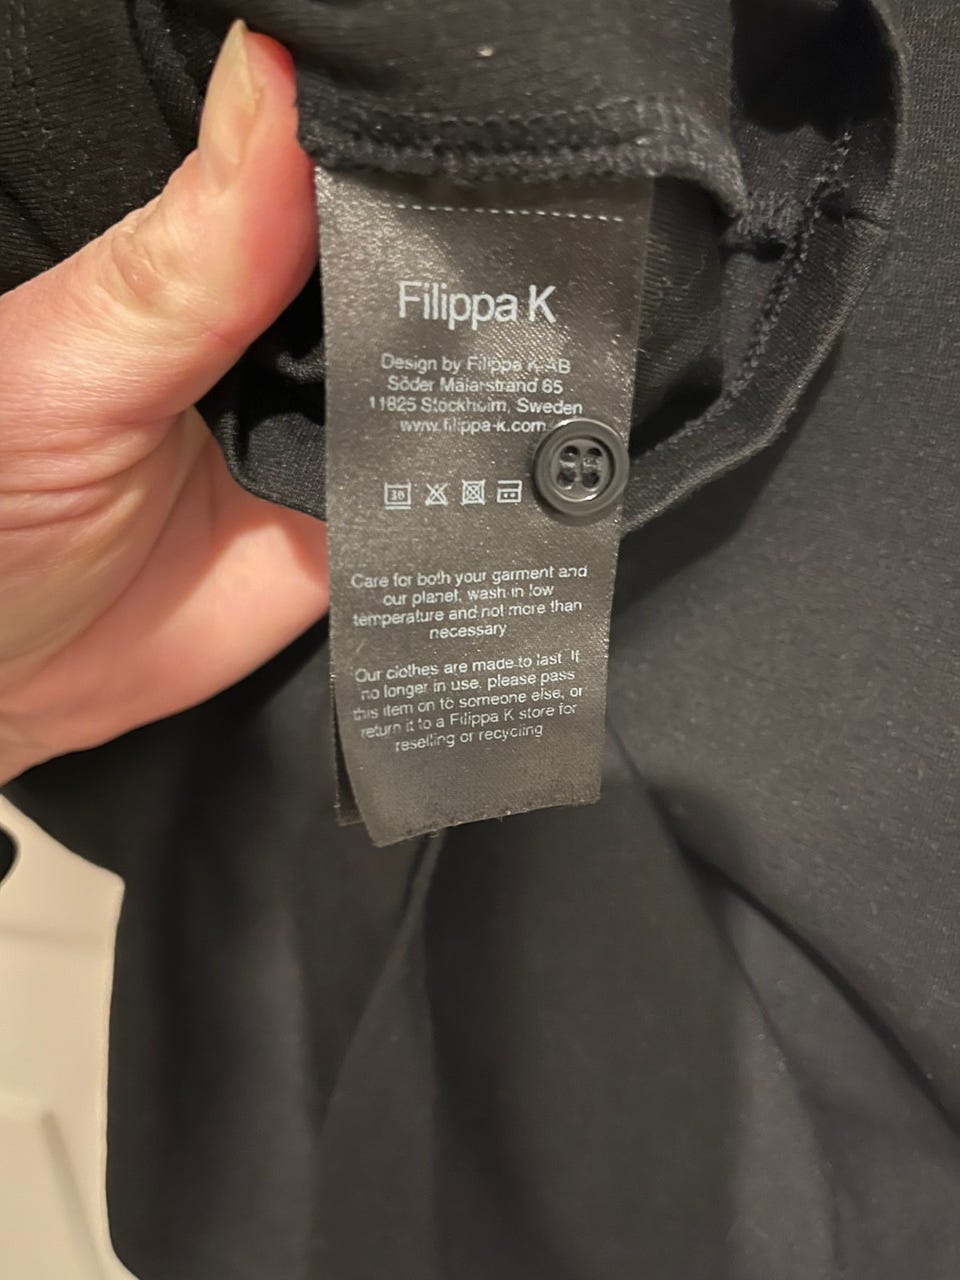 Filippa K
Design by Filippa K AB
Söder Mälarstrand 65
11825 Stockholm, Sweden
www.filippa-k.com
30
Care for both your garment and
our planet, wash in low
temperature and not more than
necessary
Our clothes are made to last. If
no longer in use, please pass
this item on to someone else, or
return it to a Filippa K store for
reselling or recycling